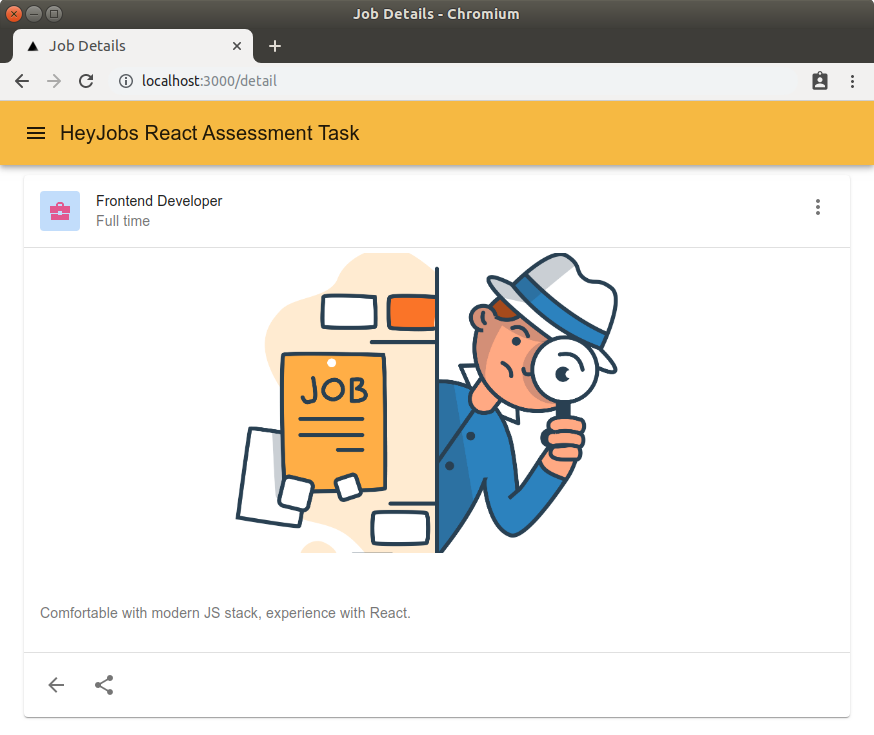 Job Details - Chromium
Job Details
localhost:3000/detail
HeyJobs React Assessment Task
Frontend Developer
Full time
JOB
Comfortable with modern JS stack, experience with React.